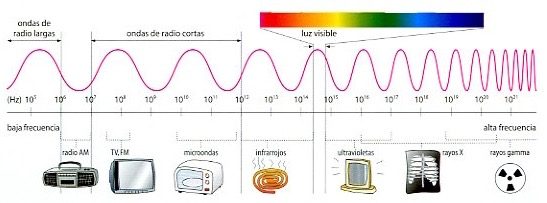 ondas de
radio largas
ondas de radio cortas
luz visible
(Hz) 10⁵ 10⁶ 10⁷ 10⁸ 10⁹ 10¹⁰ 10¹¹ 10¹² 10¹³ 10¹⁴ 10¹⁵ 10¹⁶ 10¹⁷ 10¹⁸ 10¹⁹ 10²⁰ 10²¹
baja frecuencia
alta frecuencia
radio AM
TV, FM
microondas
infrarrojos
ultravioletas
rayos X
rayos gamma